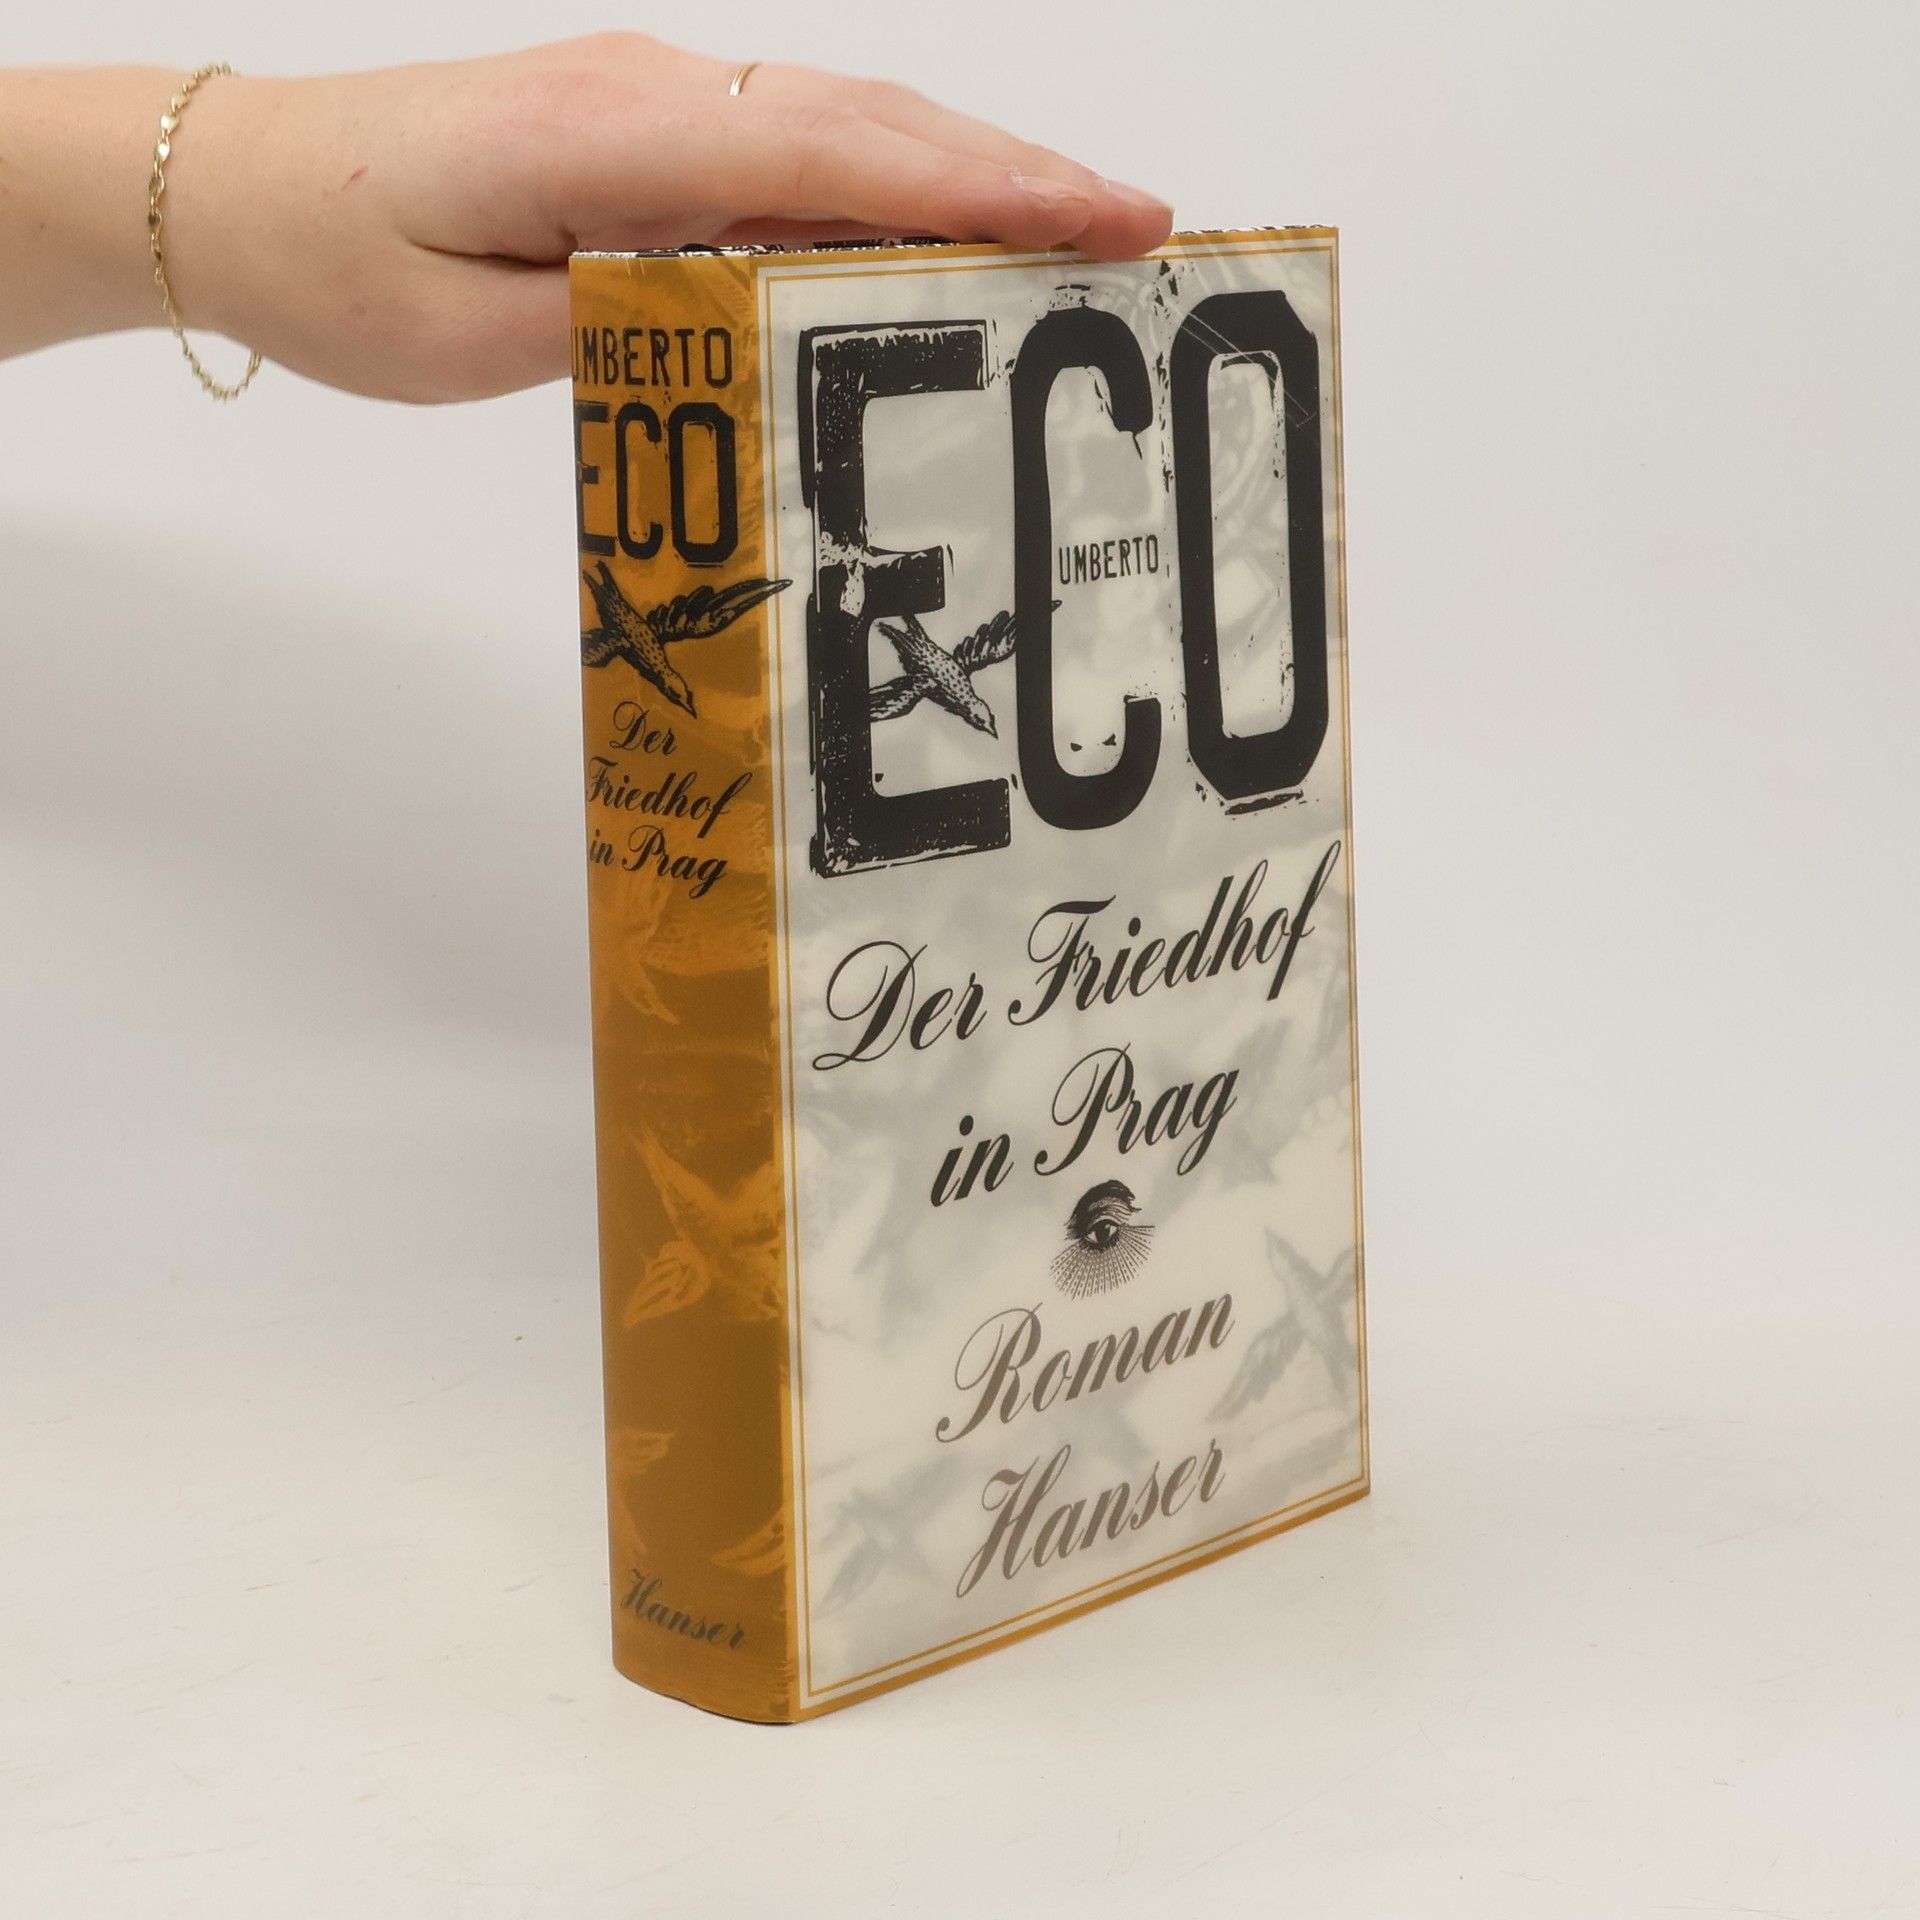 UMBERTO
ECO
Der
Friedhof
in Prag
Hanser
ECO
UMBERTO
Der Friedhof
in Prag
Roman
Hanser